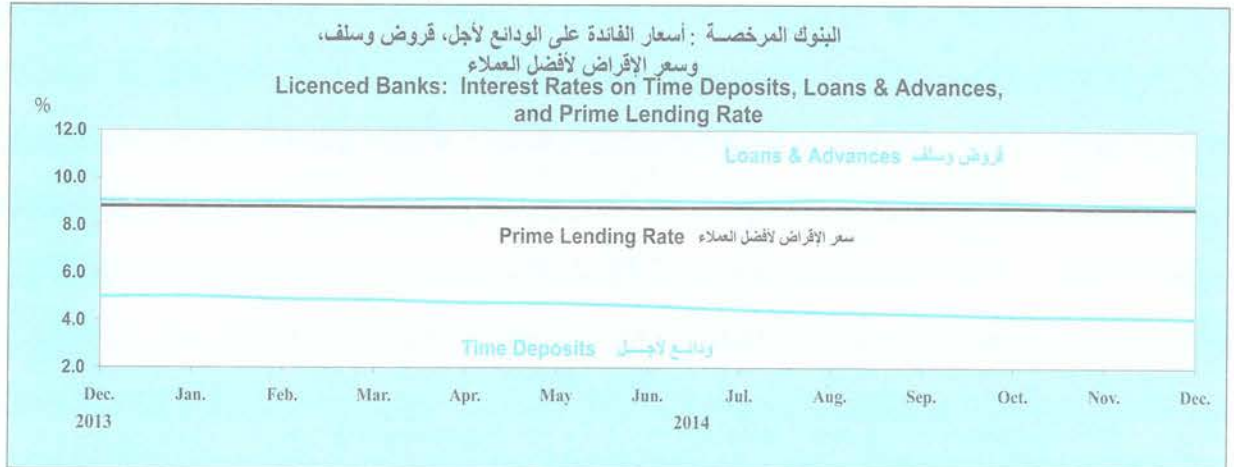 البنوك المرخصــة : أسعار الفائدة على الودائع لأجل، قروض وسلف،
وسعر الإقراض لأفضل العملاء
Licenced Banks: Interest Rates on Time Deposits, Loans & Advances,
and Prime Lending Rate
%
12.0
Loans & Advances قروض وسلف
10.0
8.0
Prime Lending Rate سعر الإقراض لأفضل العملاء
6.0
4.0
Time Deposits ودائــع لأجــــل
2.0
Dec. Jan. Feb. Mar. Apr. May Jun. Jul. Aug. Sep. Oct. Nov. Dec.
2013 2014